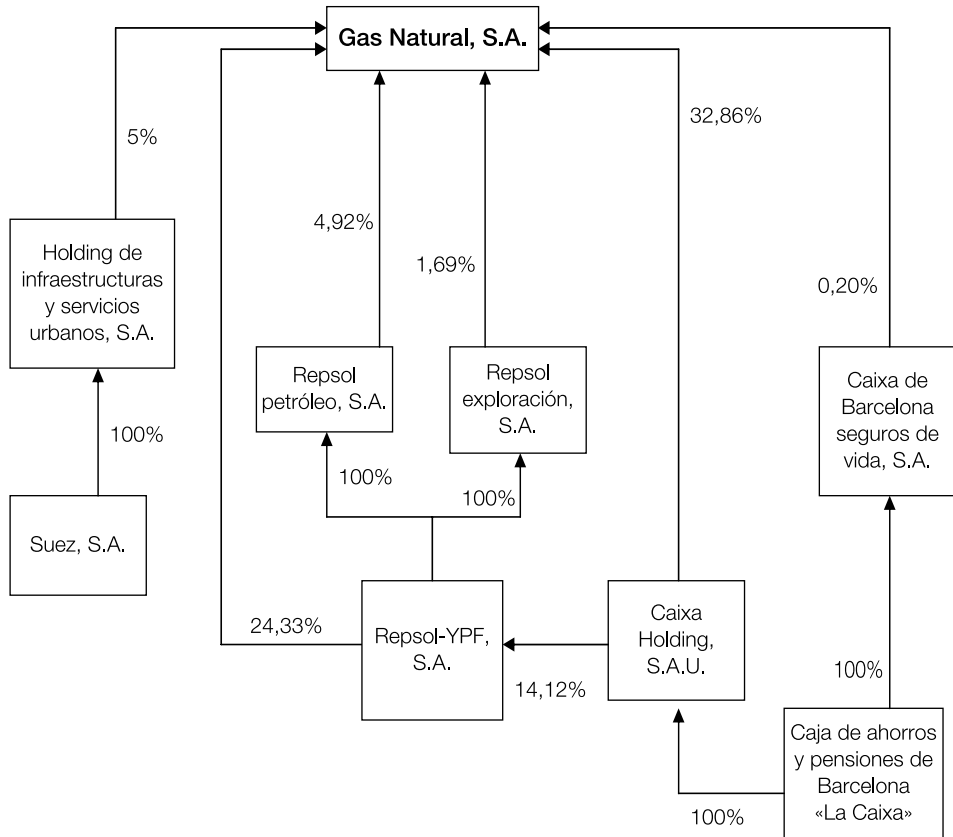 Gas Natural, S.A.
5%
32,86%
4,92%
1,69%
0,20%
Holding de
infraestructuras
y servicios
urbanos, S.A.
Repsol
petróleo, S.A.
Repsol
exploración,
S.A.
Caixa de
Barcelona
seguros de
vida, S.A.
100%
100%
100%
Suez, S.A.
24,33%
Repsol-YPF,
S.A.
14,12%
Caixa
Holding,
S.A.U.
100%
Caja de ahorros
y pensiones de
Barcelona
«La Caixa»
100%